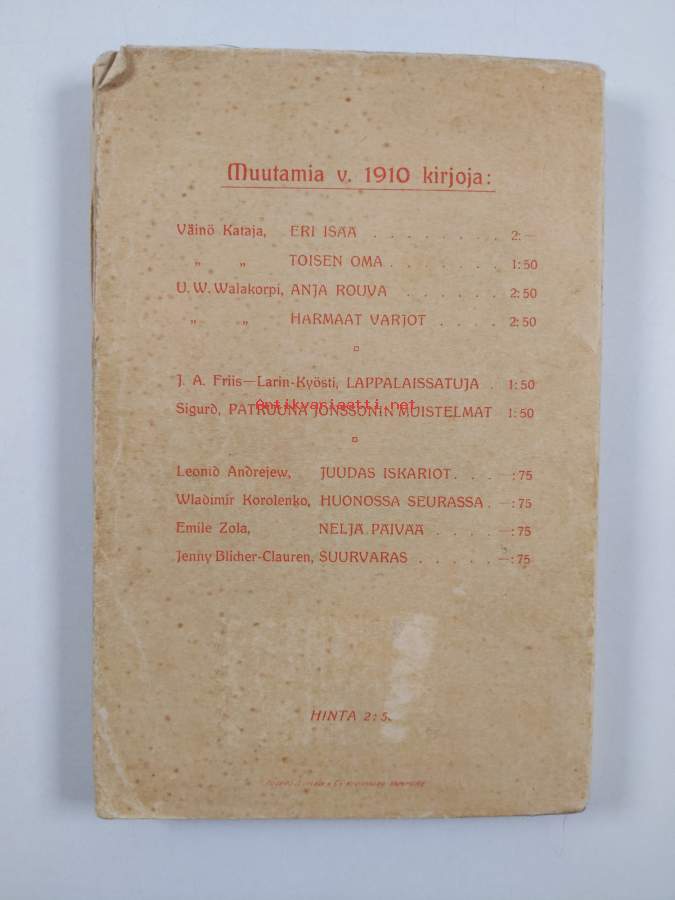 Muutamia v. 1910 kirjoja:
Väinö Kataja, ERI ISÄÄ . . . . . . . . 2: —
„ „ TOISEN OMA . . . . . . . 1:50
U. W. Walakorpi, ANJA ROUVA . . . . . . 2:50
„ „ HARMAAT VARJOT . . . . 2:50
J. A. Friis—Larin-Kyösti, LAPPALAISSATUJA . 1:50
Sigurd, PATRUUNA JÖNSSONIN MUISTELMAT 1:50
Antikvariaatti.net
Leonid Andrejew, JUUDAS ISKARIOT. . . —:75
Wladimir Korolenko, HUONOSSA SEURASSA . —:75
Emile Zola, NELJÄ PÄIVÄÄ . . . . —:75
Jenny Blicher-Clauren, SUURVARAS . . . . . —:75
HINTA 2:5
TAMPERE